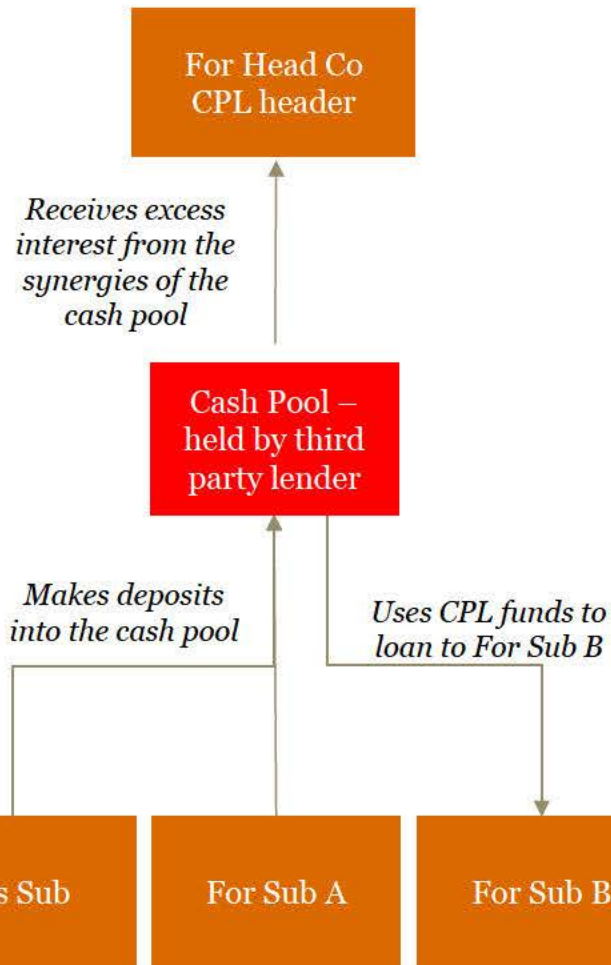 For Head Co
CPL header
Receives excess
interest from the
synergies of the
cash pool
Cash Pool –
held by third
party lender
Makes deposits
into the cash pool
Uses CPL funds to
loan to For Sub B
s Sub
For Sub A
For Sub B